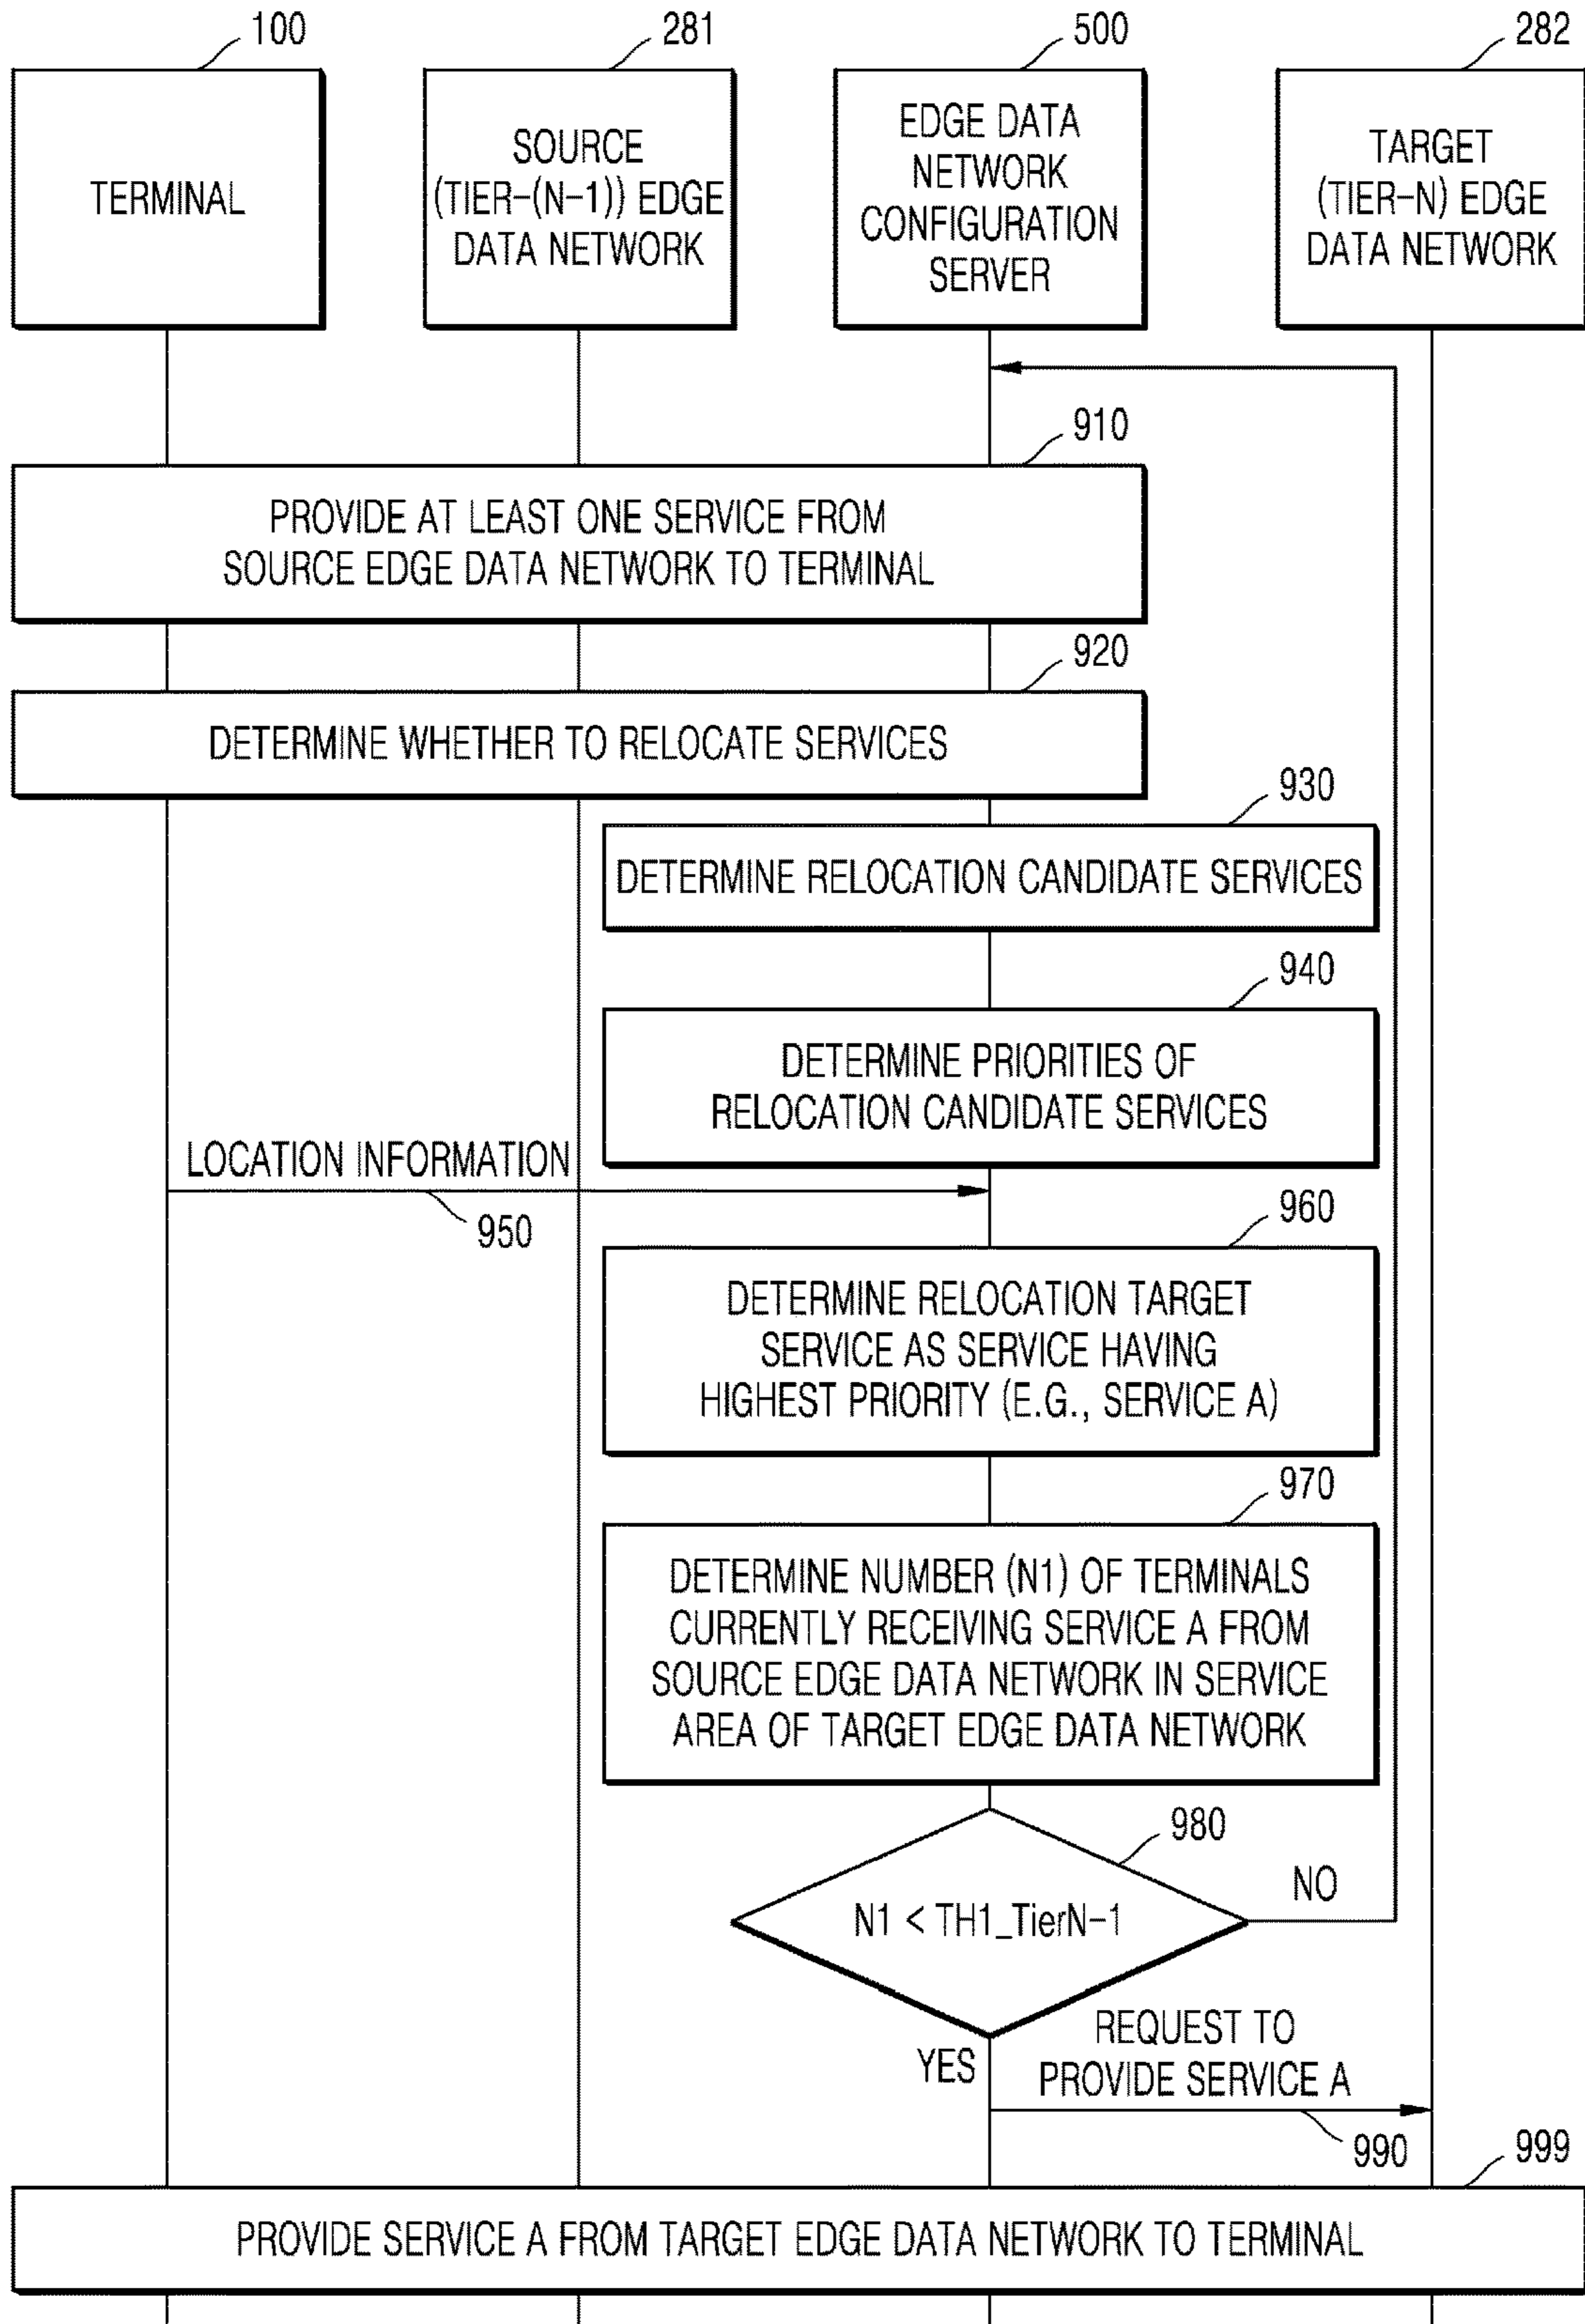 100
281
500
282
TERMINAL
SOURCE
(TIER-(N-1)) EDGE
DATA NETWORK
EDGE DATA
NETWORK
CONFIGURATION
SERVER
TARGET
(TIER-N) EDGE
DATA NETWORK
910
PROVIDE AT LEAST ONE SERVICE FROM
SOURCE EDGE DATA NETWORK TO TERMINAL
920
DETERMINE WHETHER TO RELOCATE SERVICES
930
DETERMINE RELOCATION CANDIDATE SERVICES
940
DETERMINE PRIORITIES OF
RELOCATION CANDIDATE SERVICES
LOCATION INFORMATION
950
960
DETERMINE RELOCATION TARGET
SERVICE AS SERVICE HAVING
HIGHEST PRIORITY (E.G., SERVICE A)
970
DETERMINE NUMBER (N1) OF TERMINALS
CURRENTLY RECEIVING SERVICE A FROM
SOURCE EDGE DATA NETWORK IN SERVICE
AREA OF TARGET EDGE DATA NETWORK
980
N1 < TH1_TierN-1
NO
YES
REQUEST TO
PROVIDE SERVICE A
990
999
PROVIDE SERVICE A FROM TARGET EDGE DATA NETWORK TO TERMINAL